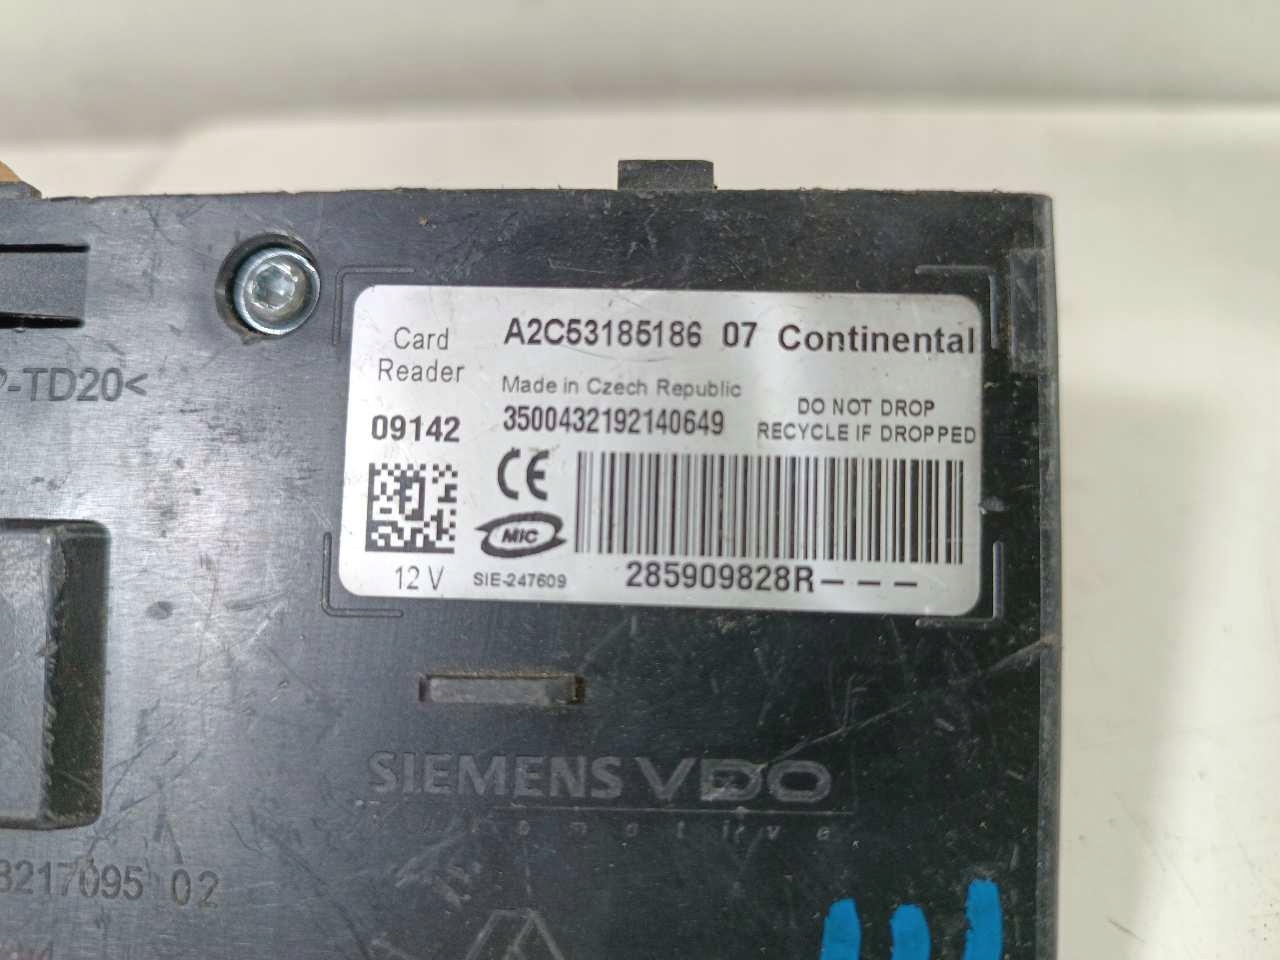 Card Reader
A2C53185186 07 Continental
Made in Czech Republic
DO NOT DROP
RECYCLE IF DROPPED
09142
3500432192140649
CE
MIC
12 V
SIE-247609
285909828R---
-TD20<
SIEMENS VDO
8217095 02